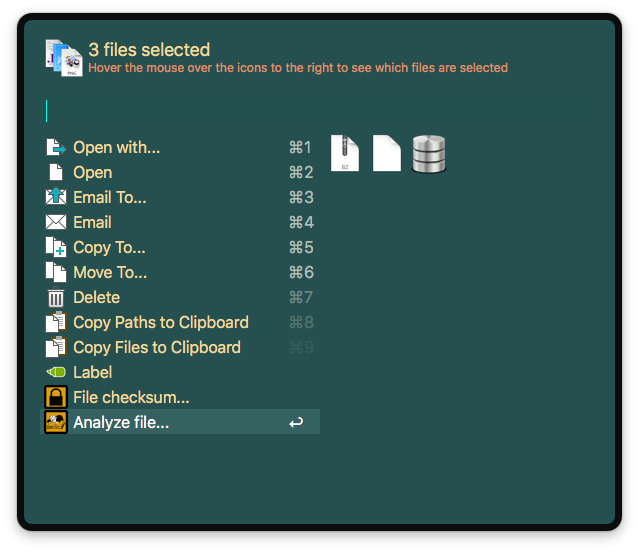 3 files selected
Hover the mouse over the icons to the right to see which files are selected
PNG
Open with... ⌘1
Open ⌘2
Email To... ⌘3
Email ⌘4
Copy To... ⌘5
Move To... ⌘6
Delete ⌘7
Copy Paths to Clipboard ⌘8
Copy Files to Clipboard ⌘9
Label
File checksum...
Analyze file... ↩
BZ